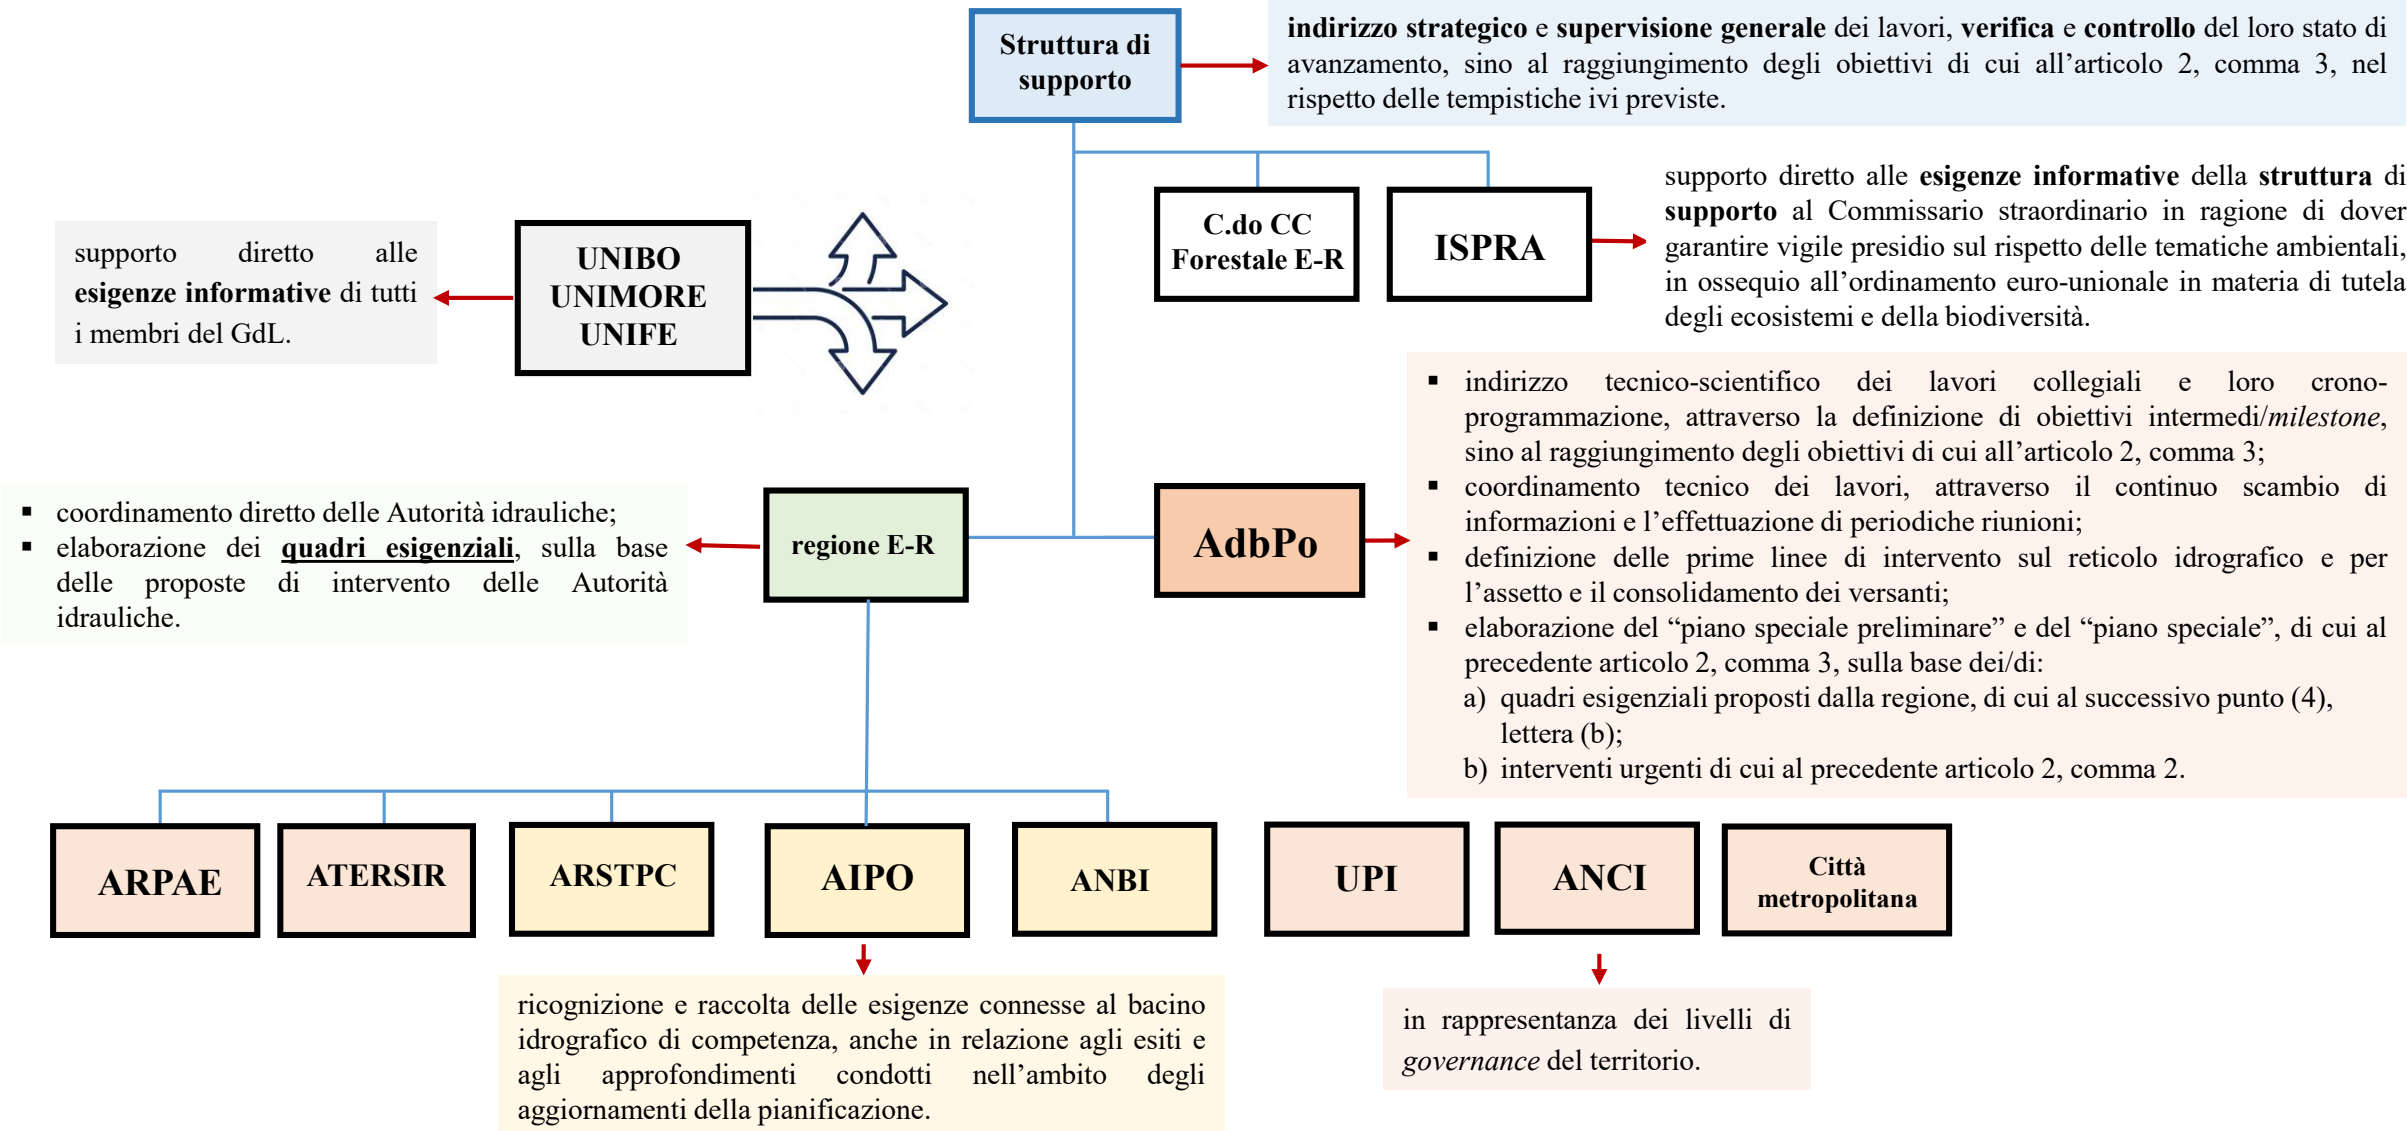 Struttura di
supporto
indirizzo strategico e supervisione generale dei lavori, verifica e controllo del loro stato di
avanzamento, sino al raggiungimento degli obiettivi di cui all’articolo 2, comma 3, nel
rispetto delle tempistiche ivi previste.
supporto diretto alle
esigenze informative di tutti
i membri del GdL.
UNIBO
UNIMORE
UNIFE
C.do CC
Forestale E-R
ISPRA
supporto diretto alle esigenze informative della struttura di
supporto al Commissario straordinario in ragione di dover
garantire vigile presidio sul rispetto delle tematiche ambientali,
in ossequio all’ordinamento euro-unionale in materia di tutela
degli ecosistemi e della biodiversità.
▪ coordinamento diretto delle Autorità idrauliche;
▪ elaborazione dei quadri esigenziali, sulla base
delle proposte di intervento delle Autorità
idrauliche.
regione E-R
AdbPo
▪ indirizzo tecnico-scientifico dei lavori collegiali e loro crono-
programmazione, attraverso la definizione di obiettivi intermedi/milestone,
sino al raggiungimento degli obiettivi di cui all’articolo 2, comma 3;
▪ coordinamento tecnico dei lavori, attraverso il continuo scambio di
informazioni e l’effettuazione di periodiche riunioni;
▪ definizione delle prime linee di intervento sul reticolo idrografico e per
l’assetto e il consolidamento dei versanti;
▪ elaborazione del “piano speciale preliminare” e del “piano speciale”, di cui al
precedente articolo 2, comma 3, sulla base dei/di:
a) quadri esigenziali proposti dalla regione, di cui al successivo punto (4),
lettera (b);
b) interventi urgenti di cui al precedente articolo 2, comma 2.
ARPAE
ATERSIR
ARSTPC
AIPO
ANBI
UPI
ANCI
Città
metropolitana
ricognizione e raccolta delle esigenze connesse al bacino
idrografico di competenza, anche in relazione agli esiti e
agli approfondimenti condotti nell’ambito degli
aggiornamenti della pianificazione.
in rappresentanza dei livelli di
governance del territorio.